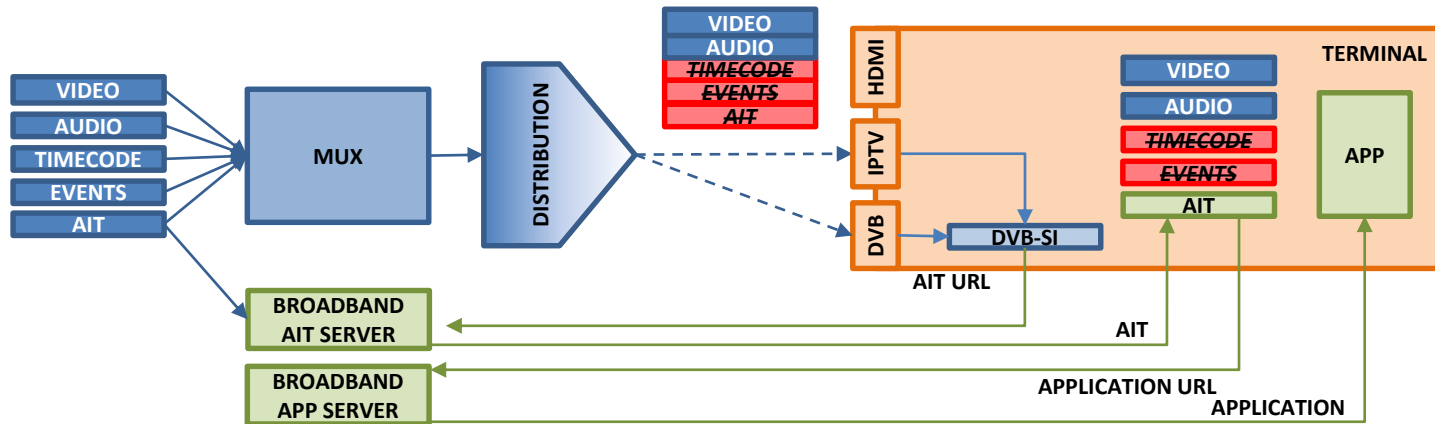 VIDEO
AUDIO
TIMECODE
EVENTS
AIT
MUX
DISTRIBUTION
VIDEO
AUDIO
TIMECODE
EVENTS
AIT
HDMI
IPTV
DVB
TERMINAL
VIDEO
AUDIO
TIMECODE
EVENTS
AIT
APP
DVB-SI
AIT URL
BROADBAND
AIT SERVER
AIT
BROADBAND
APP SERVER
APPLICATION URL
APPLICATION